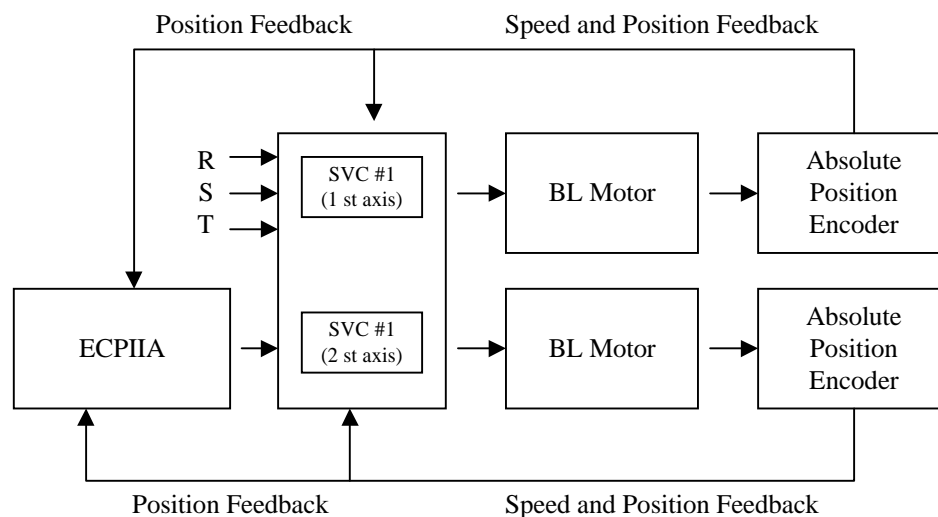 Position Feedback
Speed and Position Feedback
R
S
T
SVC #1
(1 st axis)
BL Motor
Absolute
Position
Encoder
ECPIIA
SVC #1
(2 st axis)
BL Motor
Absolute
Position
Encoder
Position Feedback
Speed and Position Feedback